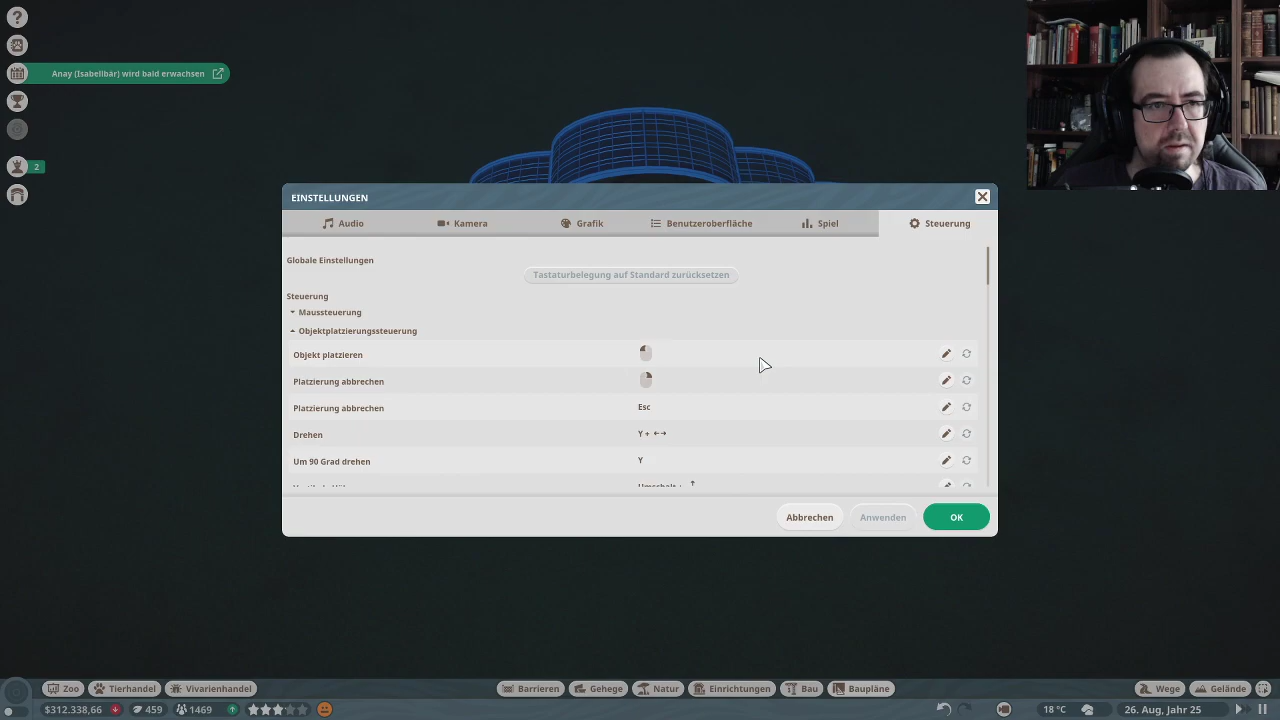 Anay (Isabellbär) wird bald erwachsen
2
EINSTELLUNGEN
Audio
Kamera
Grafik
Benutzeroberfläche
Spiel
Steuerung
Globale Einstellungen
Tastaturbelegung auf Standard zurücksetzen
Steuerung
Maussteuerung
Objektplatzierungssteuerung
Objekt platzieren
Platzierung abbrechen
Platzierung abbrechen Esc
Drehen Y + ←→
Um 90 Grad drehen Y
Abbrechen
Anwenden
OK
Zoo
Tierhandel
Vivarienhandel
Barrieren
Gehege
Natur
Einrichtungen
Bau
Baupläne
Wege
Gelände
$312.338,66
459
1469
18 °C
26. Aug, Jahr 25